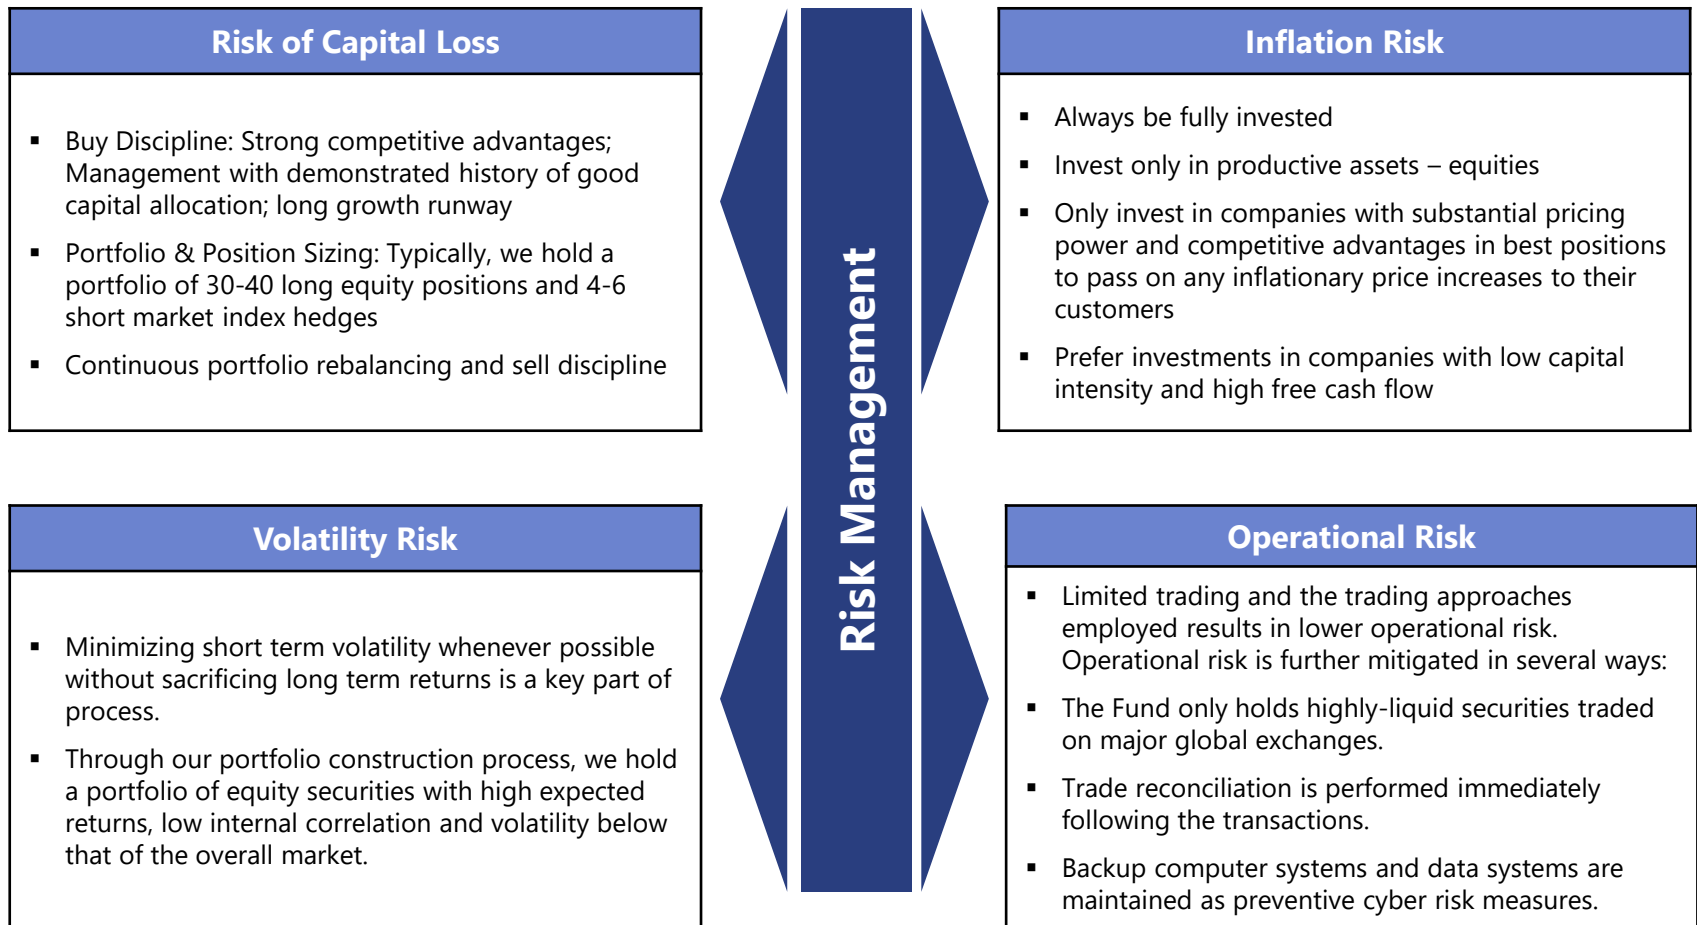 Risk of Capital Loss
▪ Buy Discipline: Strong competitive advantages;
Management with demonstrated history of good
capital allocation; long growth runway
▪ Portfolio & Position Sizing: Typically, we hold a
portfolio of 30-40 long equity positions and 4-6
short market index hedges
▪ Continuous portfolio rebalancing and sell discipline
Risk Management
Inflation Risk
▪ Always be fully invested
▪ Invest only in productive assets – equities
▪ Only invest in companies with substantial pricing
power and competitive advantages in best positions
to pass on any inflationary price increases to their
customers
▪ Prefer investments in companies with low capital
intensity and high free cash flow
Volatility Risk
▪ Minimizing short term volatility whenever possible
without sacrificing long term returns is a key part of
process.
▪ Through our portfolio construction process, we hold
a portfolio of equity securities with high expected
returns, low internal correlation and volatility below
that of the overall market.
Operational Risk
▪ Limited trading and the trading approaches
employed results in lower operational risk.
Operational risk is further mitigated in several ways:
▪ The Fund only holds highly-liquid securities traded
on major global exchanges.
▪ Trade reconciliation is performed immediately
following the transactions.
▪ Backup computer systems and data systems are
maintained as preventive cyber risk measures.